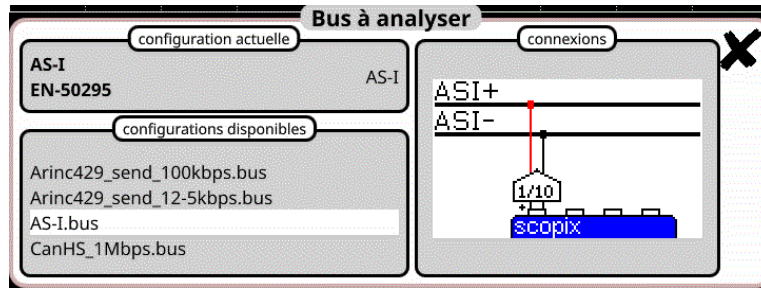 Bus à analyser
configuration actuelle
AS-I
EN-50295
AS-I
configurations disponibles
Arinc429_send_100kbps.bus
Arinc429_send_12-5kbps.bus
AS-I.bus
CanHS_1Mbps.bus
connexions
ASI+
ASI-
1/10
+
scopix